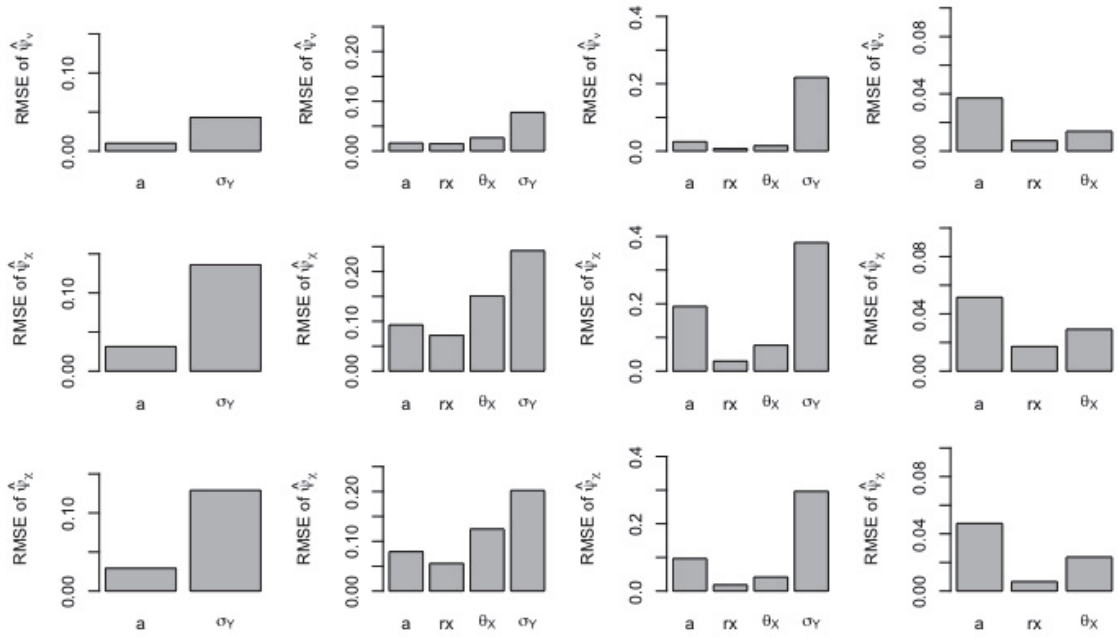 RMSE of ψ̂ᵥ 0.00 0.10 a σY
RMSE of ψ̂ᵥ 0.00 0.10 0.20 a rx θX σY
RMSE of ψ̂ᵥ 0.0 0.2 0.4 a rx θX σY
RMSE of ψ̂ᵥ 0.00 0.04 0.08 a rx θX
RMSE of ψ̂χ 0.00 0.10 a σY
RMSE of ψ̂χ 0.00 0.10 0.20 a rx θX σY
RMSE of ψ̂χ 0.0 0.2 0.4 a rx θX σY
RMSE of ψ̂χ 0.00 0.04 0.08 a rx θX
RMSE of ψ̂χ 0.00 0.10 a σY
RMSE of ψ̂χ 0.00 0.10 0.20 a rx θX σY
RMSE of ψ̂χ 0.0 0.2 0.4 a rx θX σY
RMSE of ψ̂χ 0.00 0.04 0.08 a rx θX